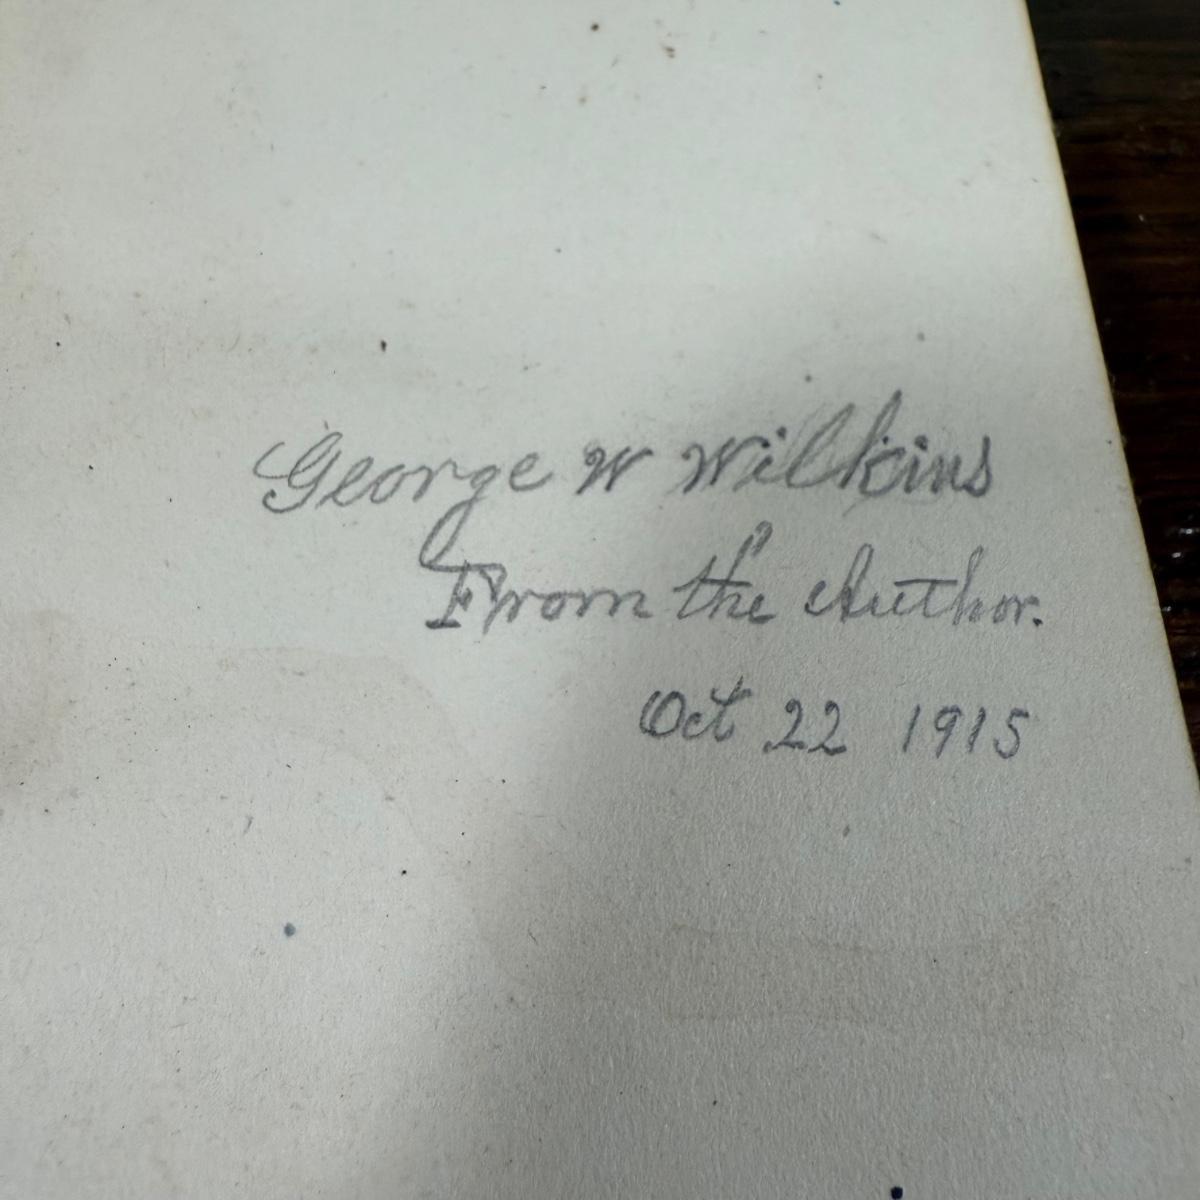 George W Wilkins
From the Author.
Oct 22 1915